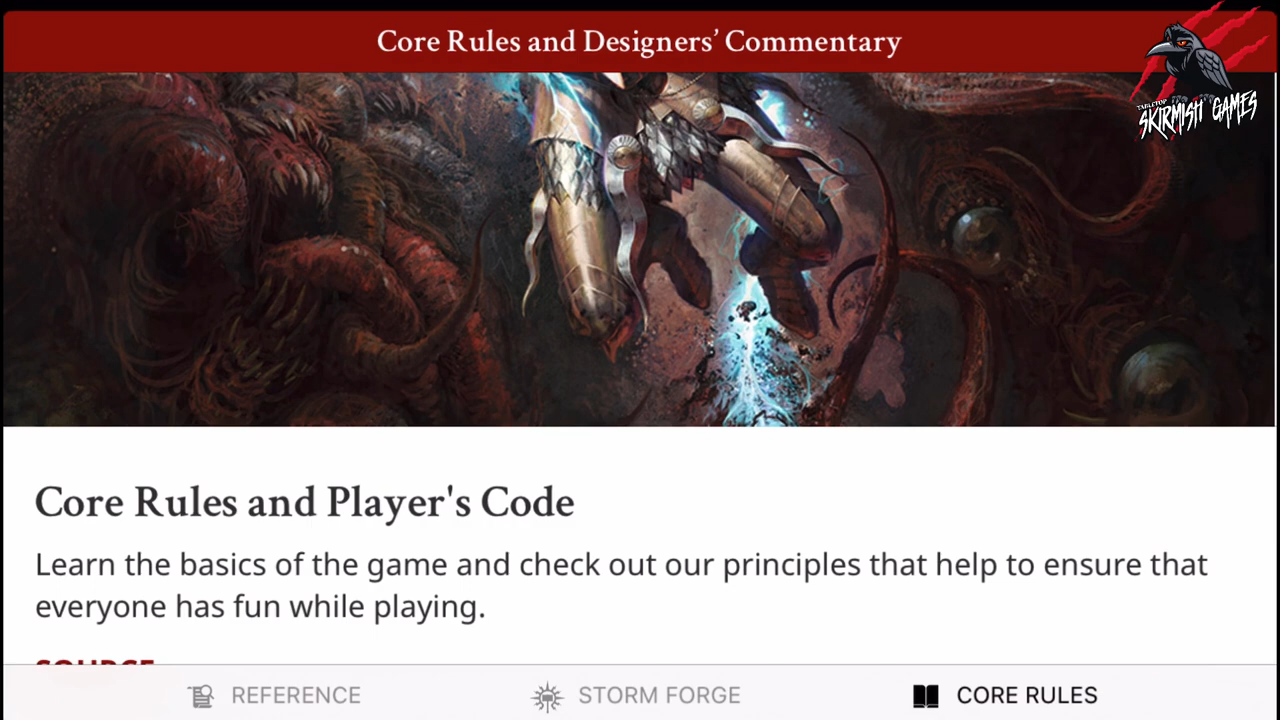 Core Rules and Designers’ Commentary
TABLETOP
SKIRMISH GAMES
Core Rules and Player's Code
Learn the basics of the game and check out our principles that help to ensure that
everyone has fun while playing.
SOURCE
REFERENCE
STORM FORGE
CORE RULES